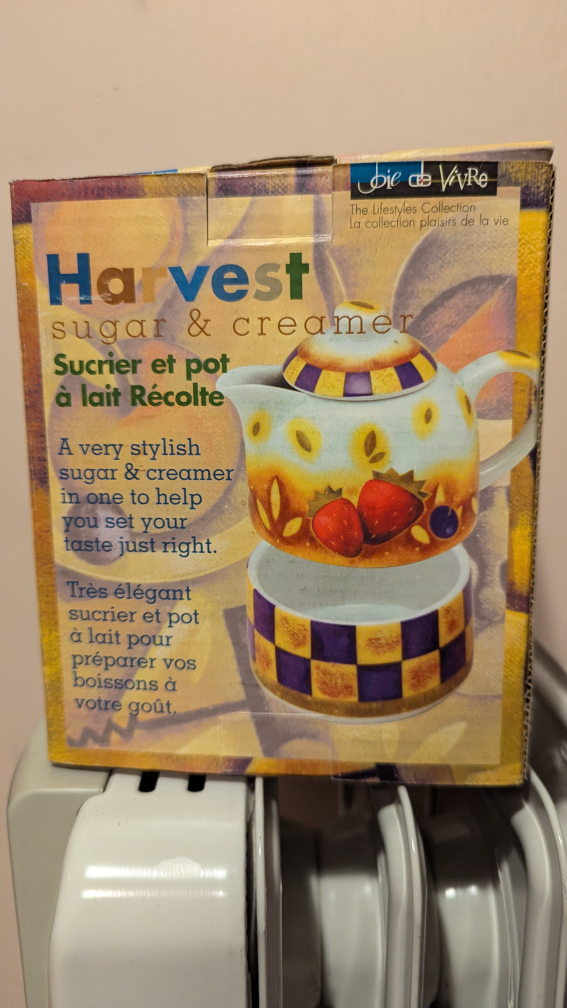 Joie de ViVRe
The Lifestyles Collection
La collection plaisirs de la vie
Harvest
sugar & creamer
Sucrier et pot
à lait Récolte
A very stylish
sugar & creamer
in one to help
you set your
taste just right.
Très élégant
sucrier et pot
à lait pour
préparer vos
boissons à
votre goût.